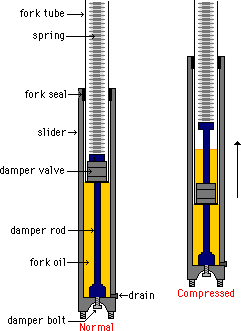 fork tube
spring
fork seal
slider
damper valve
damper rod
fork oil
drain
damper bolt
Normal
Compressed